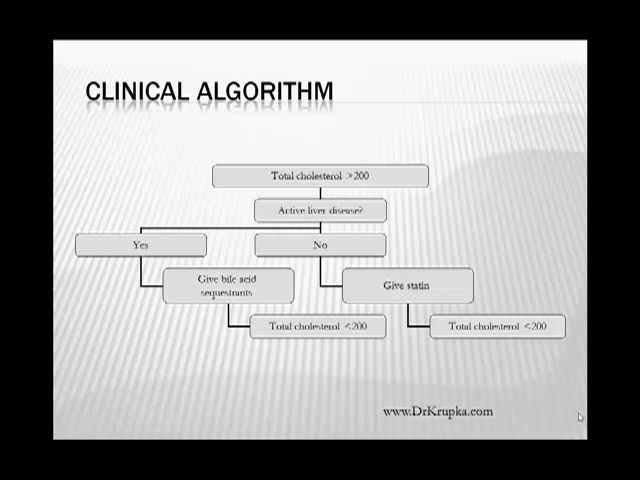 CLINICAL ALGORITHM
Total cholesterol >200
Active liver disease?
Yes
No
Give bile acid
sequestrants
Give statin
Total cholesterol <200
Total cholesterol <200
www.DrKrupka.com